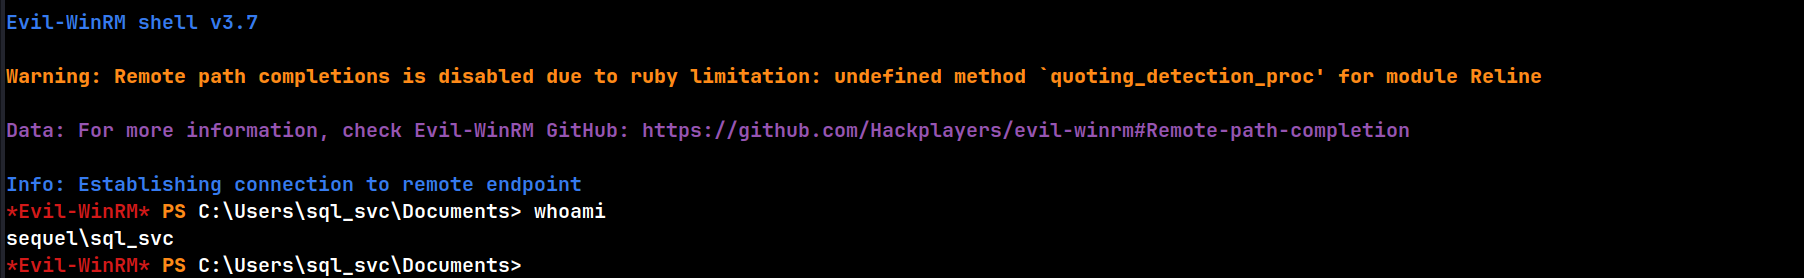 Evil-WinRM shell v3.7
Warning: Remote path completions is disabled due to ruby limitation: undefined method `quoting_detection_proc' for module Reline
Data: For more information, check Evil-WinRM GitHub: https://github.com/Hackplayers/evil-winrm#Remote-path-completion
Info: Establishing connection to remote endpoint
*Evil-WinRM* PS C:\Users\sql_svc\Documents> whoami
sequel\sql_svc
*Evil-WinRM* PS C:\Users\sql_svc\Documents>